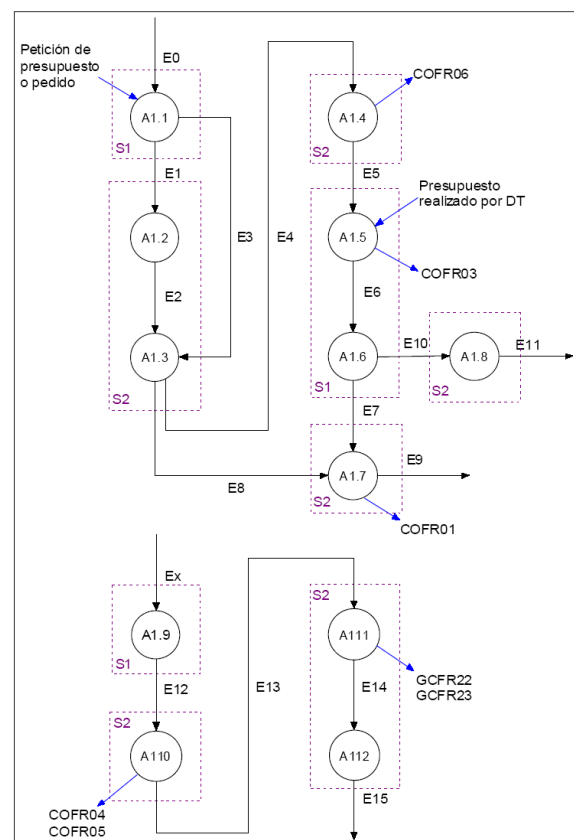 Petición de
presupuesto
o pedido
E0
A1.1
S1
E1
E3
A1.2
E2
A1.3
S2
E4
COFR06
A1.4
S2
E5
Presupuesto
realizado por DT
A1.5
COFR03
E6
A1.6
S1
E10
A1.8
S2
E11
E7
E8
A1.7
S2
E9
COFR01
Ex
A1.9
S1
E12
S2
A110
COFR04
COFR05
E13
S2
A111
GCFR22
GCFR23
E14
A112
E15